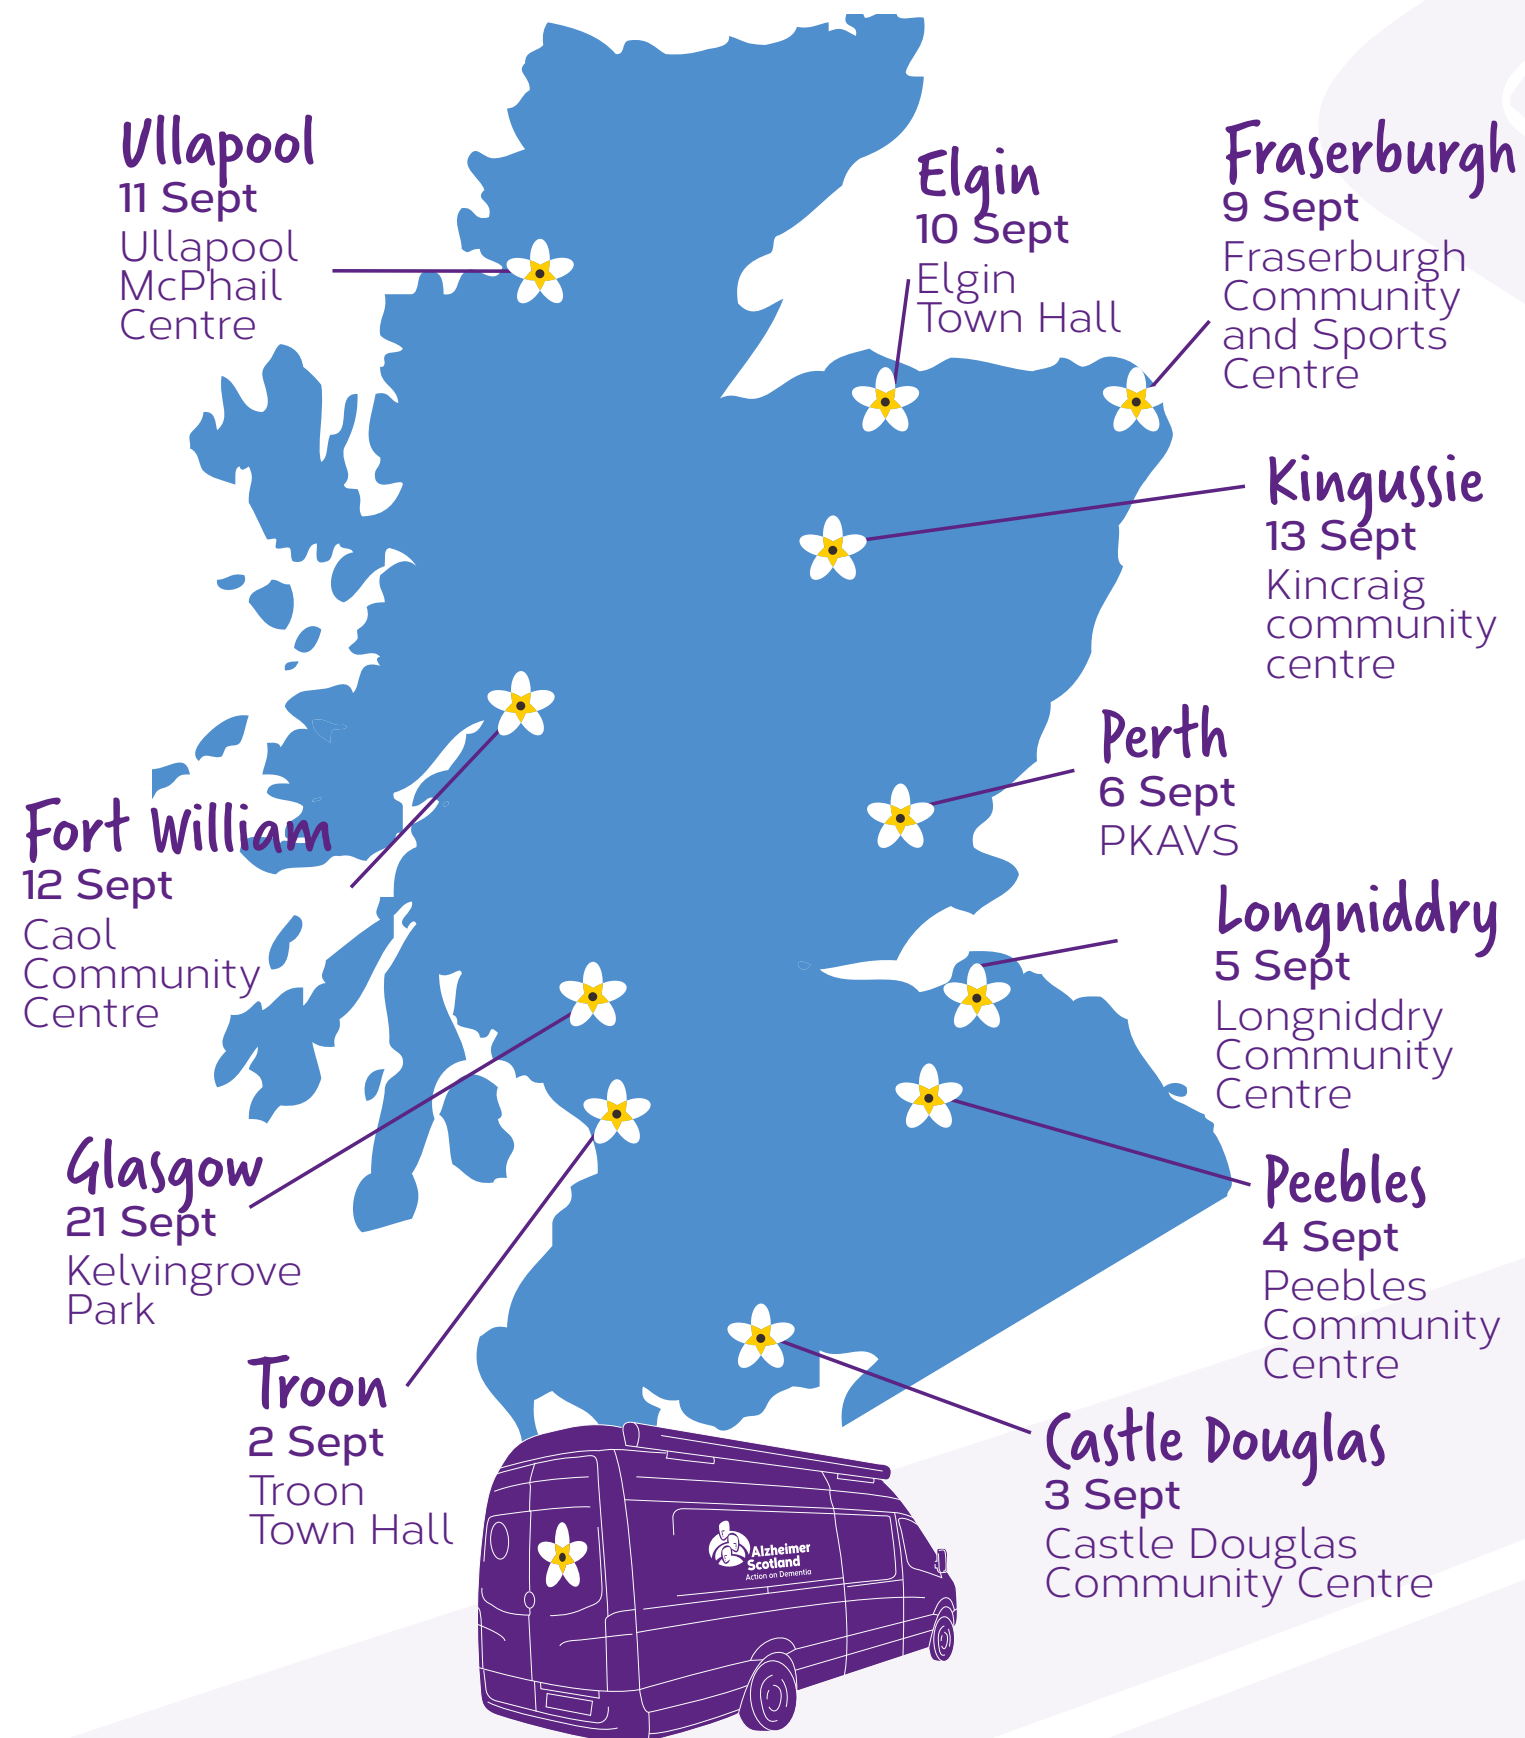 Ullapool
11 Sept
Ullapool
McPhail
Centre
Elgin
10 Sept
Elgin
Town Hall
Fraserburgh
9 Sept
Fraserburgh
Community
and Sports
Centre
Kingussie
13 Sept
Kincraig
community
centre
Perth
6 Sept
PKAVS
Fort William
12 Sept
Caol
Community
Centre
Longniddry
5 Sept
Longniddry
Community
Centre
Glasgow
21 Sept
Kelvingrove
Park
Peebles
4 Sept
Peebles
Community
Centre
Troon
2 Sept
Troon
Town Hall
Castle Douglas
3 Sept
Castle Douglas
Community Centre
Alzheimer
Scotland
Action on Dementia